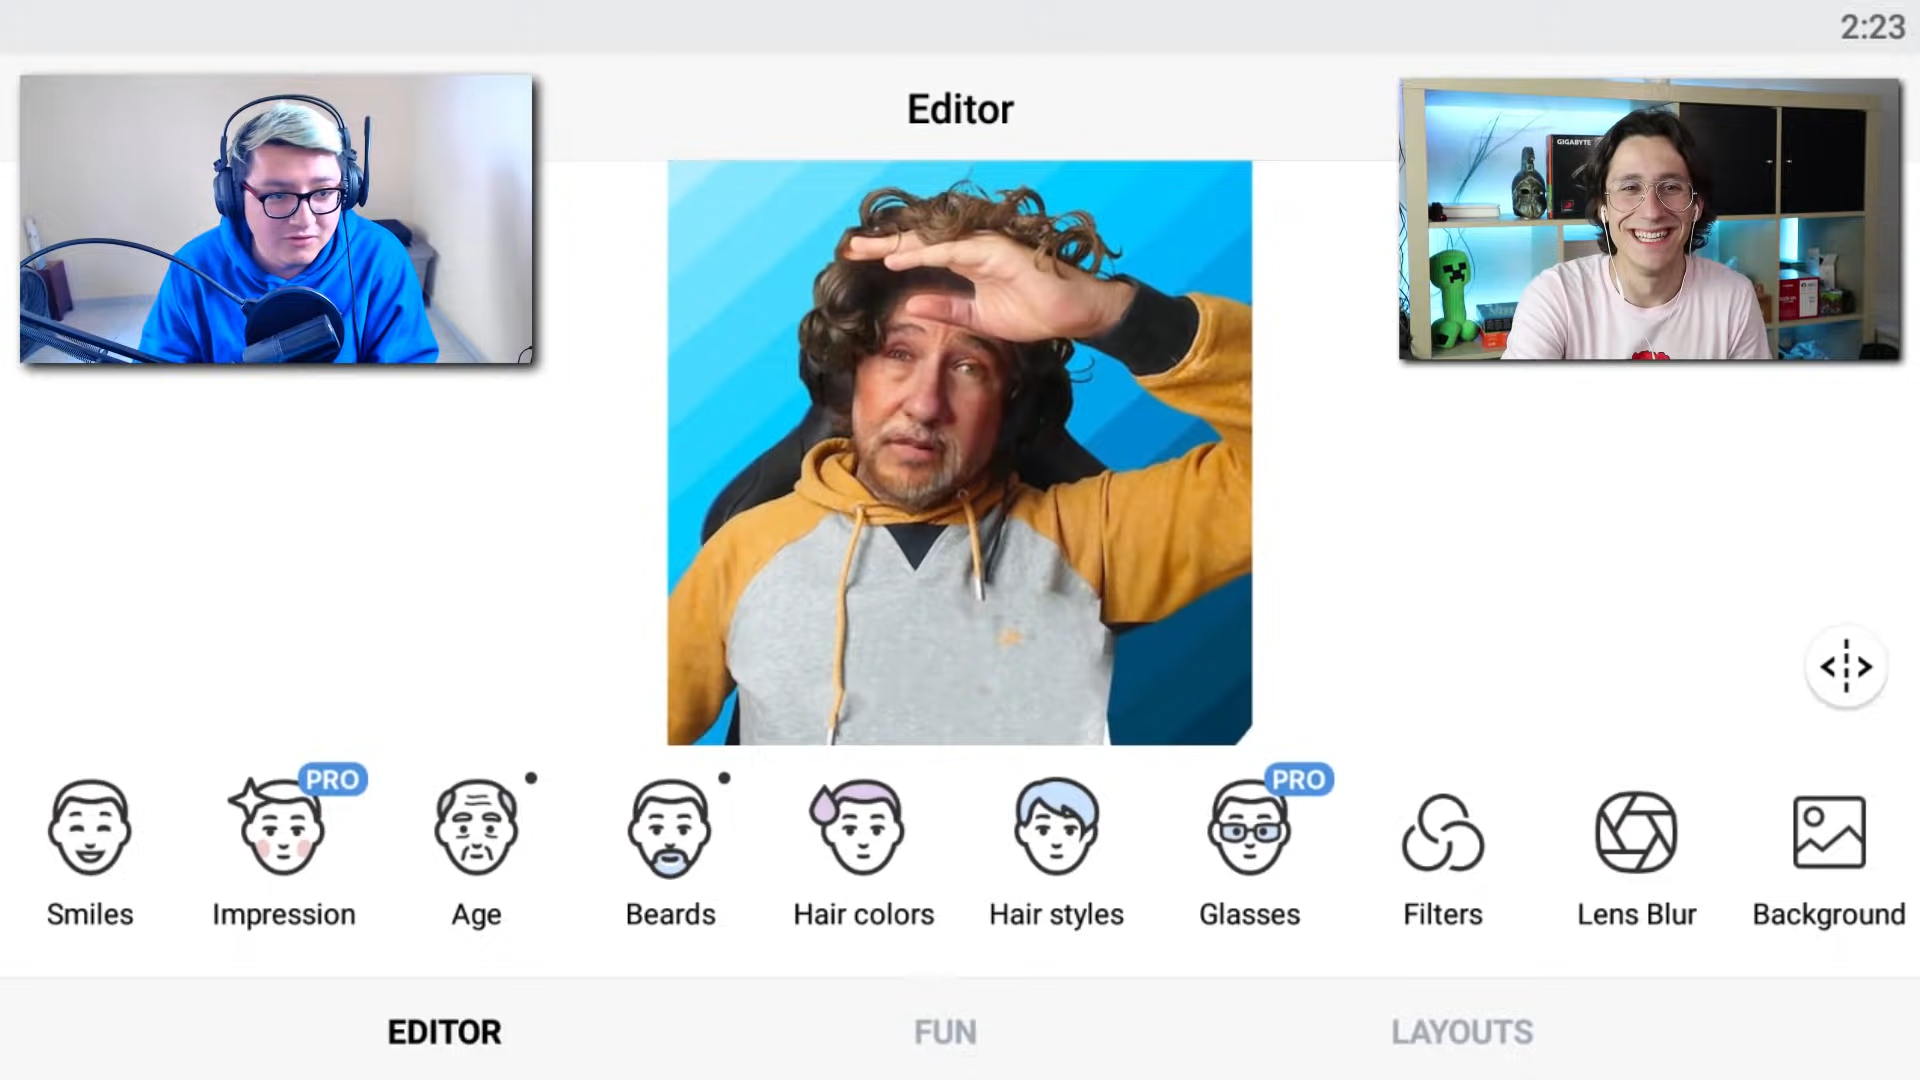 2:23
Editor
GIGABYTE
PRO
PRO
Smiles
Impression
Age
Beards
Hair colors
Hair styles
Glasses
Filters
Lens Blur
Background
EDITOR
FUN
LAYOUTS